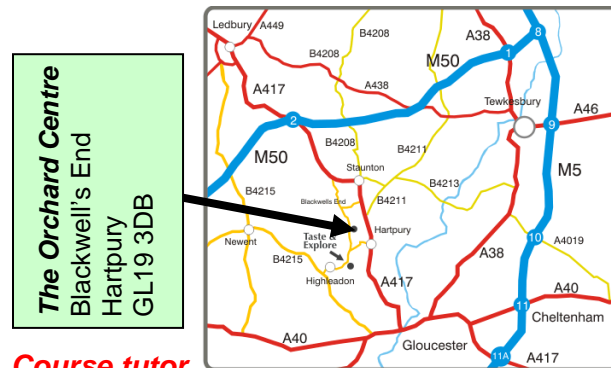 The Orchard Centre
Blackwell's End
Hartpury
GL19 3DB
Course tutor
Ledbury
A449
B4208
B4208
A38
8
1
M50
A417
A438
Tewkesbury
A46
2
9
B4208
M50
B4211
M5
Staunton
B4215
B4213
Blackwells End
B4211
Taste &
Explore
Hartpury
Newent
10
A4019
B4215
A38
Highleadon
A417
A40
11
Cheltenham
A40
Gloucester
11A
A417